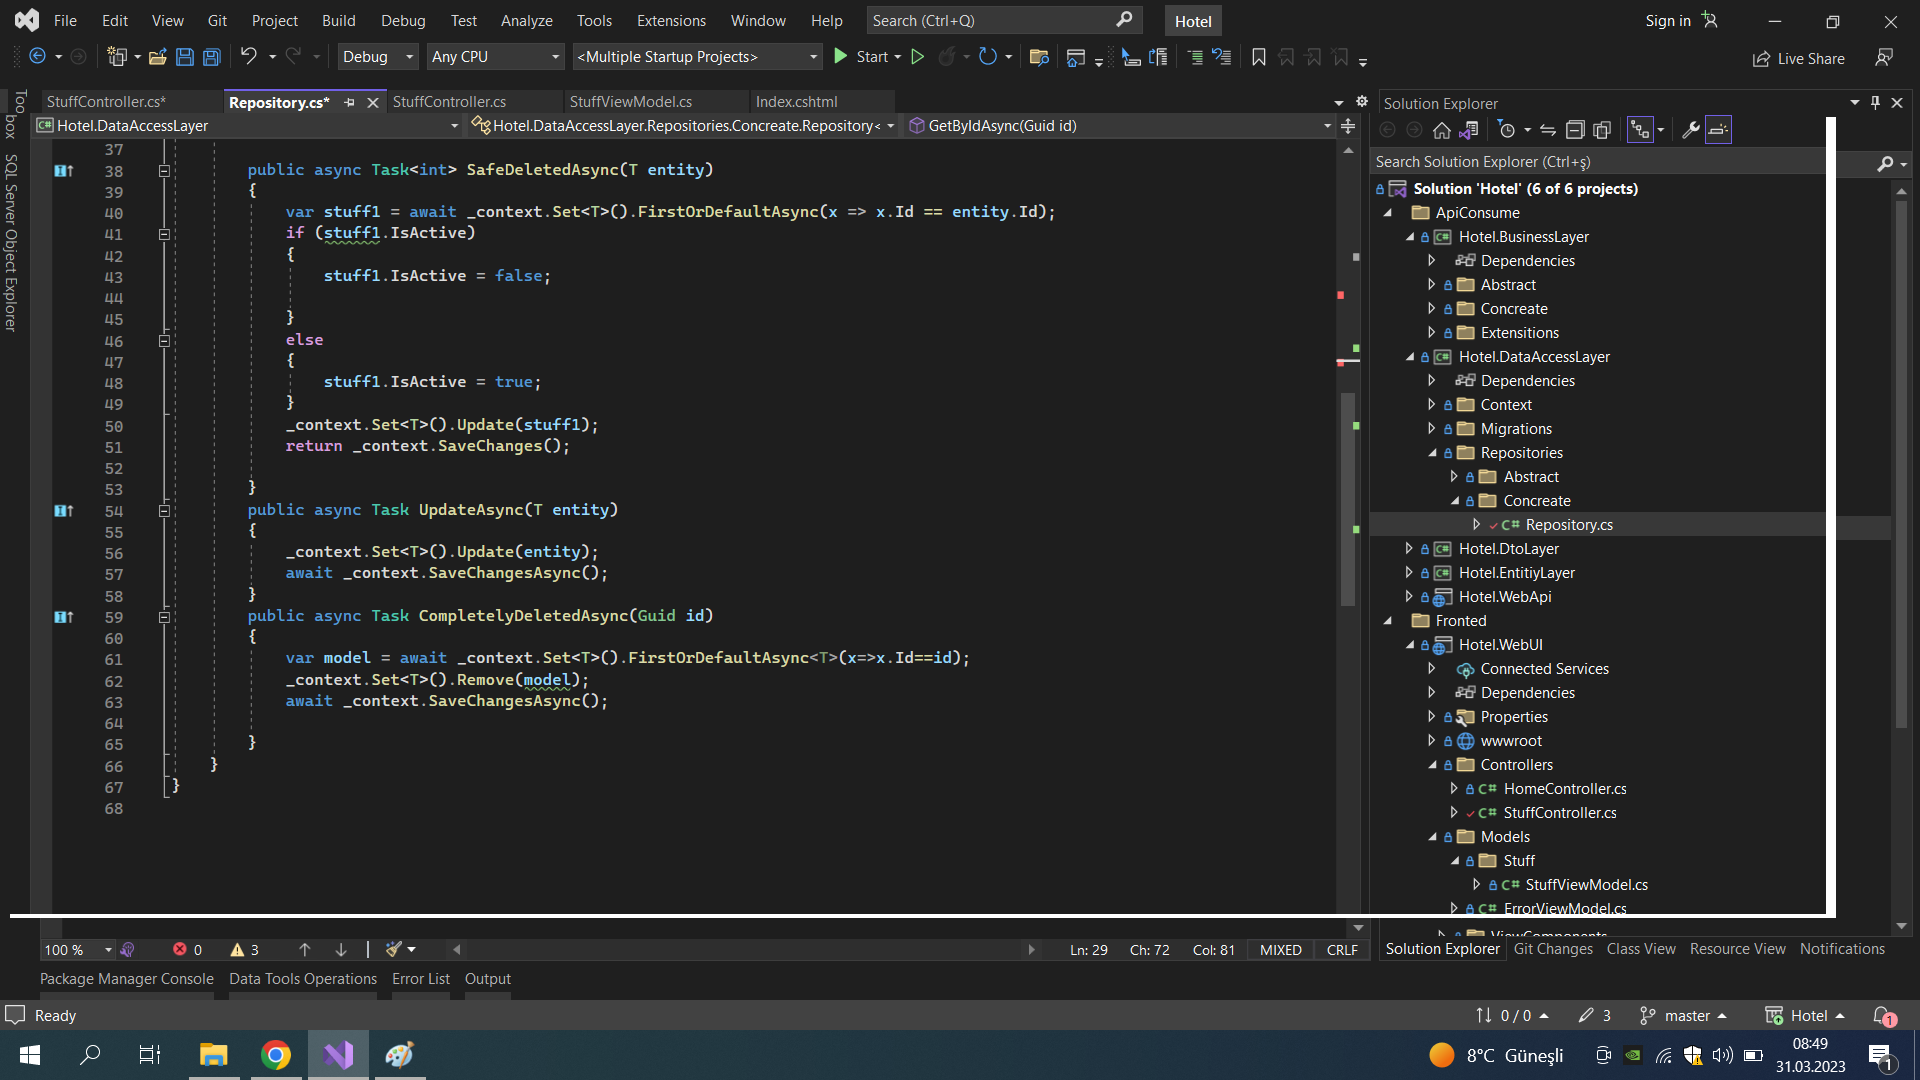 File Edit View Git Project Build Debug Test Analyze Tools Extensions Window Help Search (Ctrl+Q) Hotel Sign in
Debug Any CPU <Multiple Startup Projects> Start Live Share
StuffController.cs* Repository.cs* StuffController.cs StuffViewModel.cs Index.cshtml
Hotel.DataAccessLayer Hotel.DataAccessLayer.Repositories.Concreate.Repository< GetByIdAsync(Guid id)
box
SQL Server Object Explorer
37
38 public async Task<int> SafeDeletedAsync(T entity)
39 {
40 var stuff1 = await _context.Set<T>().FirstOrDefaultAsync(x => x.Id == entity.Id);
41 if (stuff1.IsActive)
42 {
43 stuff1.IsActive = false;
44
45 }
46 else
47 {
48 stuff1.IsActive = true;
49 }
50 _context.Set<T>().Update(stuff1);
51 return _context.SaveChanges();
52
53 }
54 public async Task UpdateAsync(T entity)
55 {
56 _context.Set<T>().Update(entity);
57 await _context.SaveChangesAsync();
58 }
59 public async Task CompletelyDeletedAsync(Guid id)
60 {
61 var model = await _context.Set<T>().FirstOrDefaultAsync<T>(x=>x.Id==id);
62 _context.Set<T>().Remove(model);
63 await _context.SaveChangesAsync();
64
65 }
66 }
67 }
68
Solution Explorer
Search Solution Explorer (Ctrl+ş)
Solution 'Hotel' (6 of 6 projects)
ApiConsume
C# Hotel.BusinessLayer
Dependencies
Abstract
Concreate
Extensitions
C# Hotel.DataAccessLayer
Dependencies
Context
Migrations
Repositories
Abstract
Concreate
C# Repository.cs
C# Hotel.DtoLayer
C# Hotel.EntitiyLayer
Hotel.WebApi
Fronted
Hotel.WebUI
Connected Services
Dependencies
Properties
wwwroot
Controllers
C# HomeController.cs
C# StuffController.cs
Models
Stuff
C# StuffViewModel.cs
C# ErrorViewModel.cs
ViewComponents
100 % 0 3 Ln: 29 Ch: 72 Col: 81 MIXED CRLF
Solution Explorer Git Changes Class View Resource View Notifications
Package Manager Console Data Tools Operations Error List Output
Ready 0 / 0 3 master Hotel 1
8°C Güneşli 08:49
31.03.2023 1